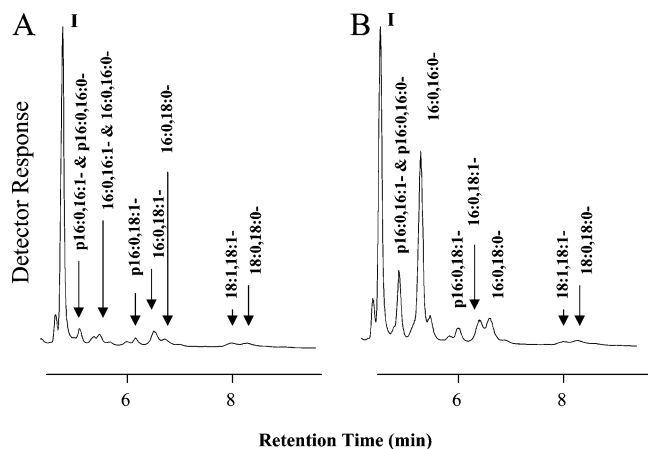 A
I
Detector Response
p16:0,16:1- & p16:0,16:0-
16:0,16:1- & 16:0,16:0-
p16:0,18:1-
16:0,18:1-
16:0,18:0-
18:1,18:1-
18:0,18:0-
6
8
B
I
p16:0,16:1- & p16:0,16:0-
16:0,16:0-
p16:0,18:1-
16:0,18:1-
16:0,18:0-
18:1,18:1-
18:0,18:0-
6
8
Retention Time (min)